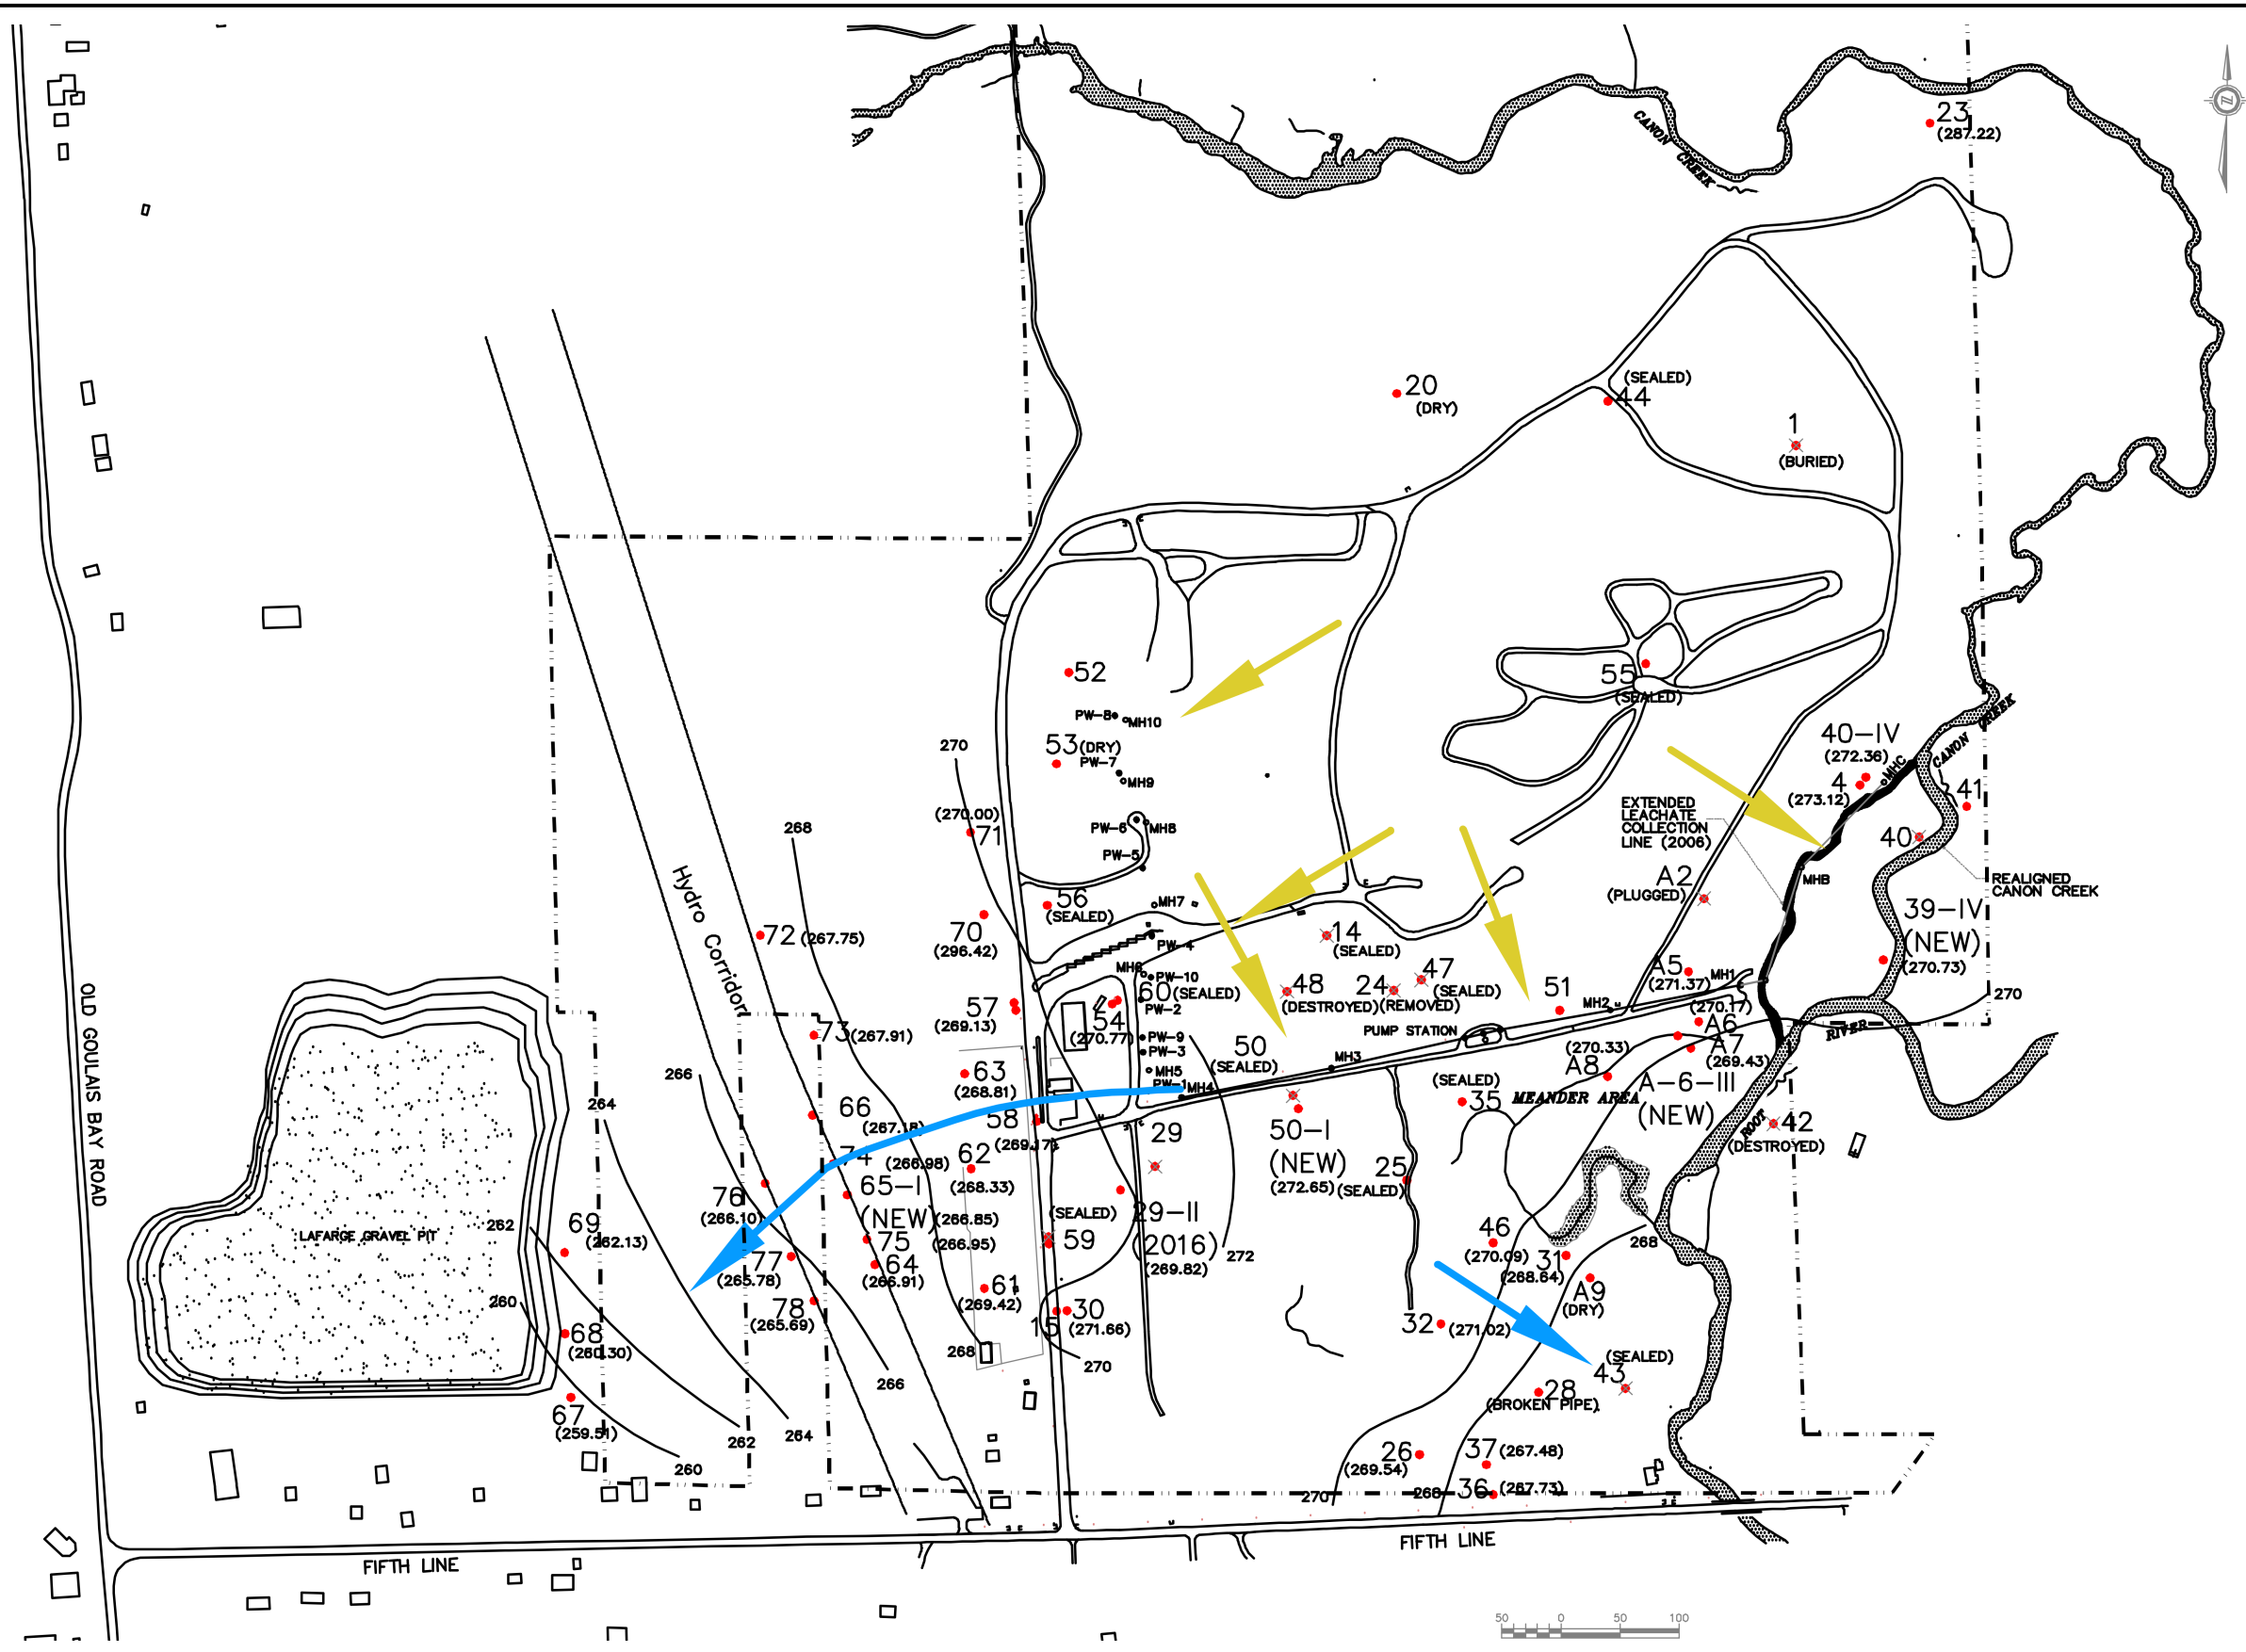 CANON CREEK
23
(287.22)
Z
20
(DRY)
(SEALED)
44
1
(BURIED)
52
PW-8
MH10
53 (DRY)
PW-7
MH9
270
(270.00)
71
PW-6
MH8
PW-5
268
55
(SEALED)
40-IV
(272.36)
4
(273.12)
MHC
CANON CREEK
41
40
EXTENDED
LEACHATE
COLLECTION
LINE (2006)
MHB
REALIGNED
CANON CREEK
A2
(PLUGGED)
39-IV
(NEW)
(270.73)
Hydro Corridor
72 (267.75)
70
(296.42)
56
(SEALED)
MH7
PW-4
14
(SEALED)
MH6
PW-10
60 (SEALED)
PW-2
48
(DESTROYED)
24
(REMOVED)
47
(SEALED)
51
MH2
A5
(271.37)
MH1
(270.17)
270
OLD GOULAIS BAY ROAD
57
(269.13)
54
(270.77)
73 (267.91)
PW-9
PW-3
MH5
PW-1
MH4
50
(SEALED)
MH3
PUMP STATION
A6
(270.33)
A7
(269.43)
A8
RIVER
ROOT
63
(268.81)
266
264
66
(267.18)
58
(269.17)
29
(SEALED)
35
MEANDER AREA
A-6-III
(NEW)
42
(DESTROYED)
74
(266.98)
62
(268.33)
50-I
(NEW)
(272.65)
25
(SEALED)
76
(266.10)
65-I
(NEW)
(266.85)
75
(266.95)
(SEALED)
59
29-II
(2016)
(269.82)
272
LAFARGE GRAVEL PIT
262
69
(262.13)
77
(265.78)
64
(266.91)
46
(270.09)
31
(268.64)
268
A9
(DRY)
260
78
(265.69)
61
(269.42)
15
30
(271.66)
32 (271.02)
68
(260.30)
268
270
266
(SEALED)
43
28
(BROKEN PIPE)
67
(259.51)
262
264
260
26
(269.54)
37 (267.48)
36 (267.73)
270
268
FIFTH LINE
FIFTH LINE
50 0 50 100